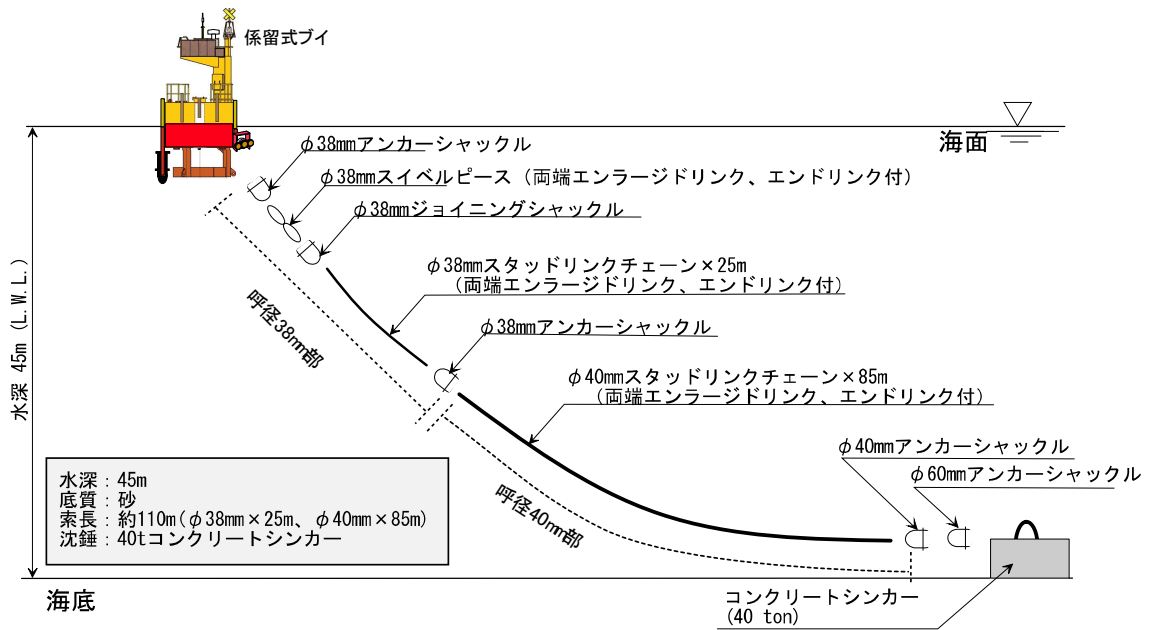 係留式ブイ
海面
φ38mmアンカーシャックル
φ38mmスイベルピース（両端エンラージドリンク、エンドリンク付）
φ38mmジョイニングシャックル
φ38mmスタッドリンクチェーン×25m
（両端エンラージドリンク、エンドリンク付）
呼径38mm部
φ38mmアンカーシャックル
水深 45m (L.W.L.)
φ40mmスタッドリンクチェーン×85m
（両端エンラージドリンク、エンドリンク付）
φ40mmアンカーシャックル
φ60mmアンカーシャックル
呼径40mm部
水深：45m
底質：砂
索長：約110m(φ38mm×25m、φ40mm×85m)
沈錘：40tコンクリートシンカー
海底
コンクリートシンカー
(40 ton)